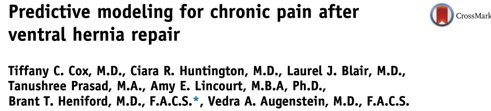 Predictive modeling for chronic pain after
ventral hernia repair
CrossMark
Tiffany C. Cox, M.D., Ciara R. Huntington, M.D., Laurel J. Blair, M.D.,
Tanushree Prasad, M.A., Amy E. Lincourt, M.B.A, Ph.D.,
Brant T. Heniford, M.D., F.A.C.S.*, Vedra A. Augenstein, M.D., F.A.C.S.